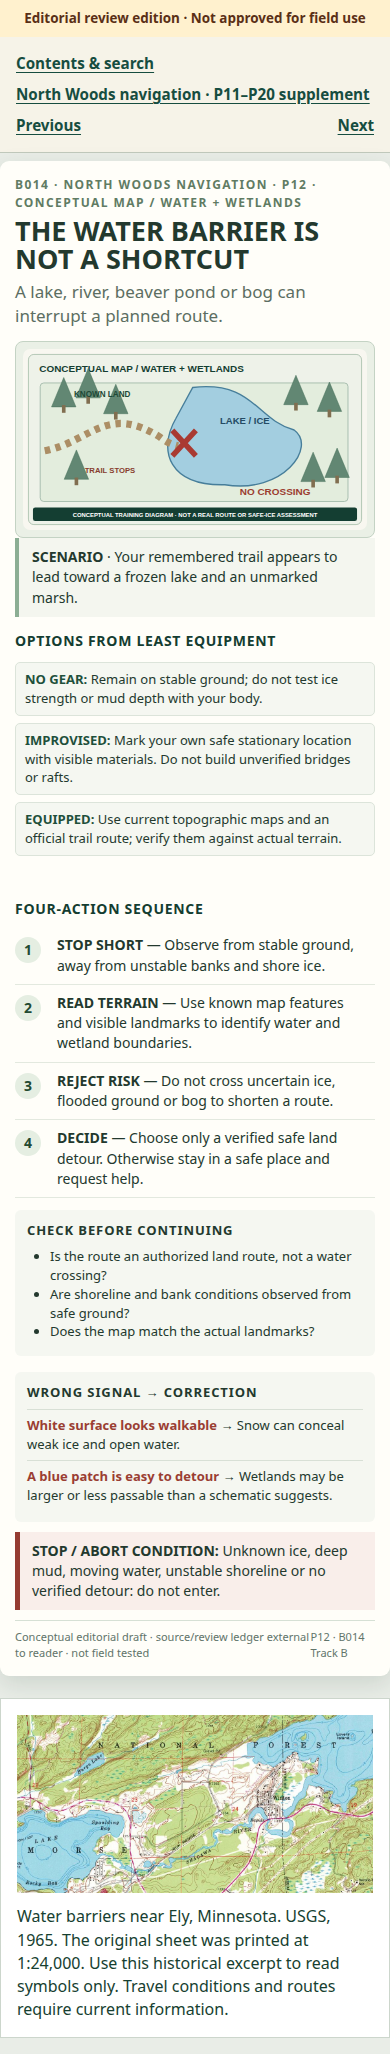 Editorial review edition · Not approved for field use
Contents & search
North Woods navigation · P11–P20 supplement
Previous
Next
B014 · NORTH WOODS NAVIGATION · P12 ·
CONCEPTUAL MAP / WATER + WETLANDS
THE WATER BARRIER IS
NOT A SHORTCUT
A lake, river, beaver pond or bog can
interrupt a planned route.
CONCEPTUAL MAP / WATER + WETLANDS
KNOWN LAND
LAKE / ICE
TRAIL STOPS
NO CROSSING
CONCEPTUAL TRAINING DIAGRAM · NOT A REAL ROUTE OR SAFE-ICE ASSESSMENT
SCENARIO · Your remembered trail appears to
lead toward a frozen lake and an unmarked
marsh.
OPTIONS FROM LEAST EQUIPMENT
NO GEAR: Remain on stable ground; do not test ice
strength or mud depth with your body.
IMPROVISED: Mark your own safe stationary location
with visible materials. Do not build unverified bridges
or rafts.
EQUIPPED: Use current topographic maps and an
official trail route; verify them against actual terrain.
FOUR-ACTION SEQUENCE
1 STOP SHORT — Observe from stable ground,
away from unstable banks and shore ice.
2 READ TERRAIN — Use known map features
and visible landmarks to identify water and
wetland boundaries.
3 REJECT RISK — Do not cross uncertain ice,
flooded ground or bog to shorten a route.
4 DECIDE — Choose only a verified safe land
detour. Otherwise stay in a safe place and
request help.
CHECK BEFORE CONTINUING
• Is the route an authorized land route, not a water
crossing?
• Are shoreline and bank conditions observed from
safe ground?
• Does the map match the actual landmarks?
WRONG SIGNAL → CORRECTION
White surface looks walkable → Snow can conceal
weak ice and open water.
A blue patch is easy to detour → Wetlands may be
larger or less passable than a schematic suggests.
STOP / ABORT CONDITION: Unknown ice, deep
mud, moving water, unstable shoreline or no
verified detour: do not enter.
Conceptual editorial draft · source/review ledger external
to reader · not field tested
P12 · B014
Track B
NATIONAL FOREST
Winton
Spaulding
Bay
LAKE
MORSE
RIVER
Rocky Bay
Water barriers near Ely, Minnesota. USGS,
1965. The original sheet was printed at
1:24,000. Use this historical excerpt to read
symbols only. Travel conditions and routes
require current information.